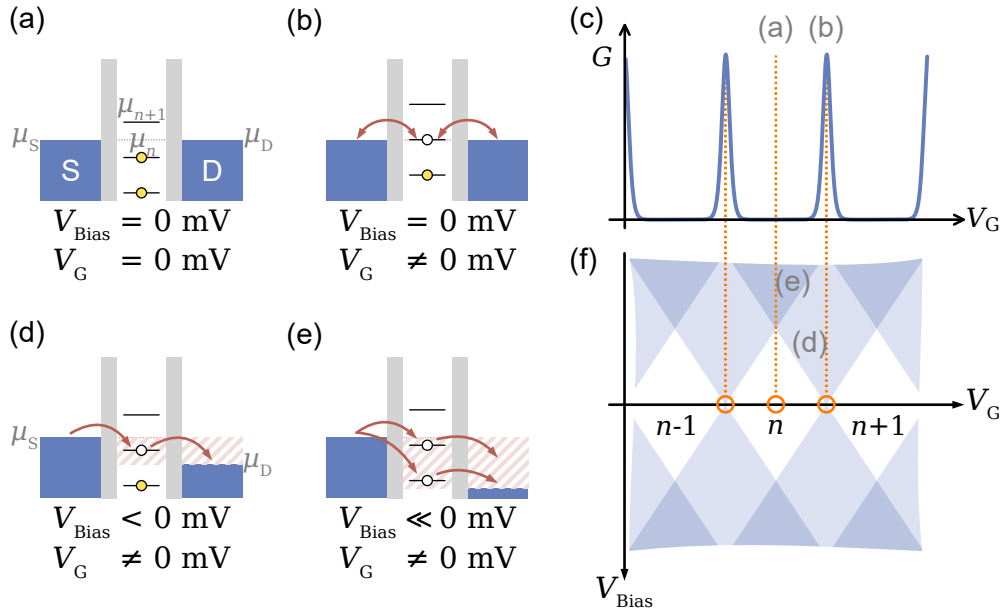 (a)
μn+1
μS
μn
μD
S
D
VBias = 0 mV
VG = 0 mV
(b)
VBias = 0 mV
VG ≠ 0 mV
(c)
(a)
(b)
G
VG
(d)
μS
μD
VBias < 0 mV
VG ≠ 0 mV
(e)
VBias ≪ 0 mV
VG ≠ 0 mV
(f)
(e)
(d)
VG
n-1
n
n+1
VBias